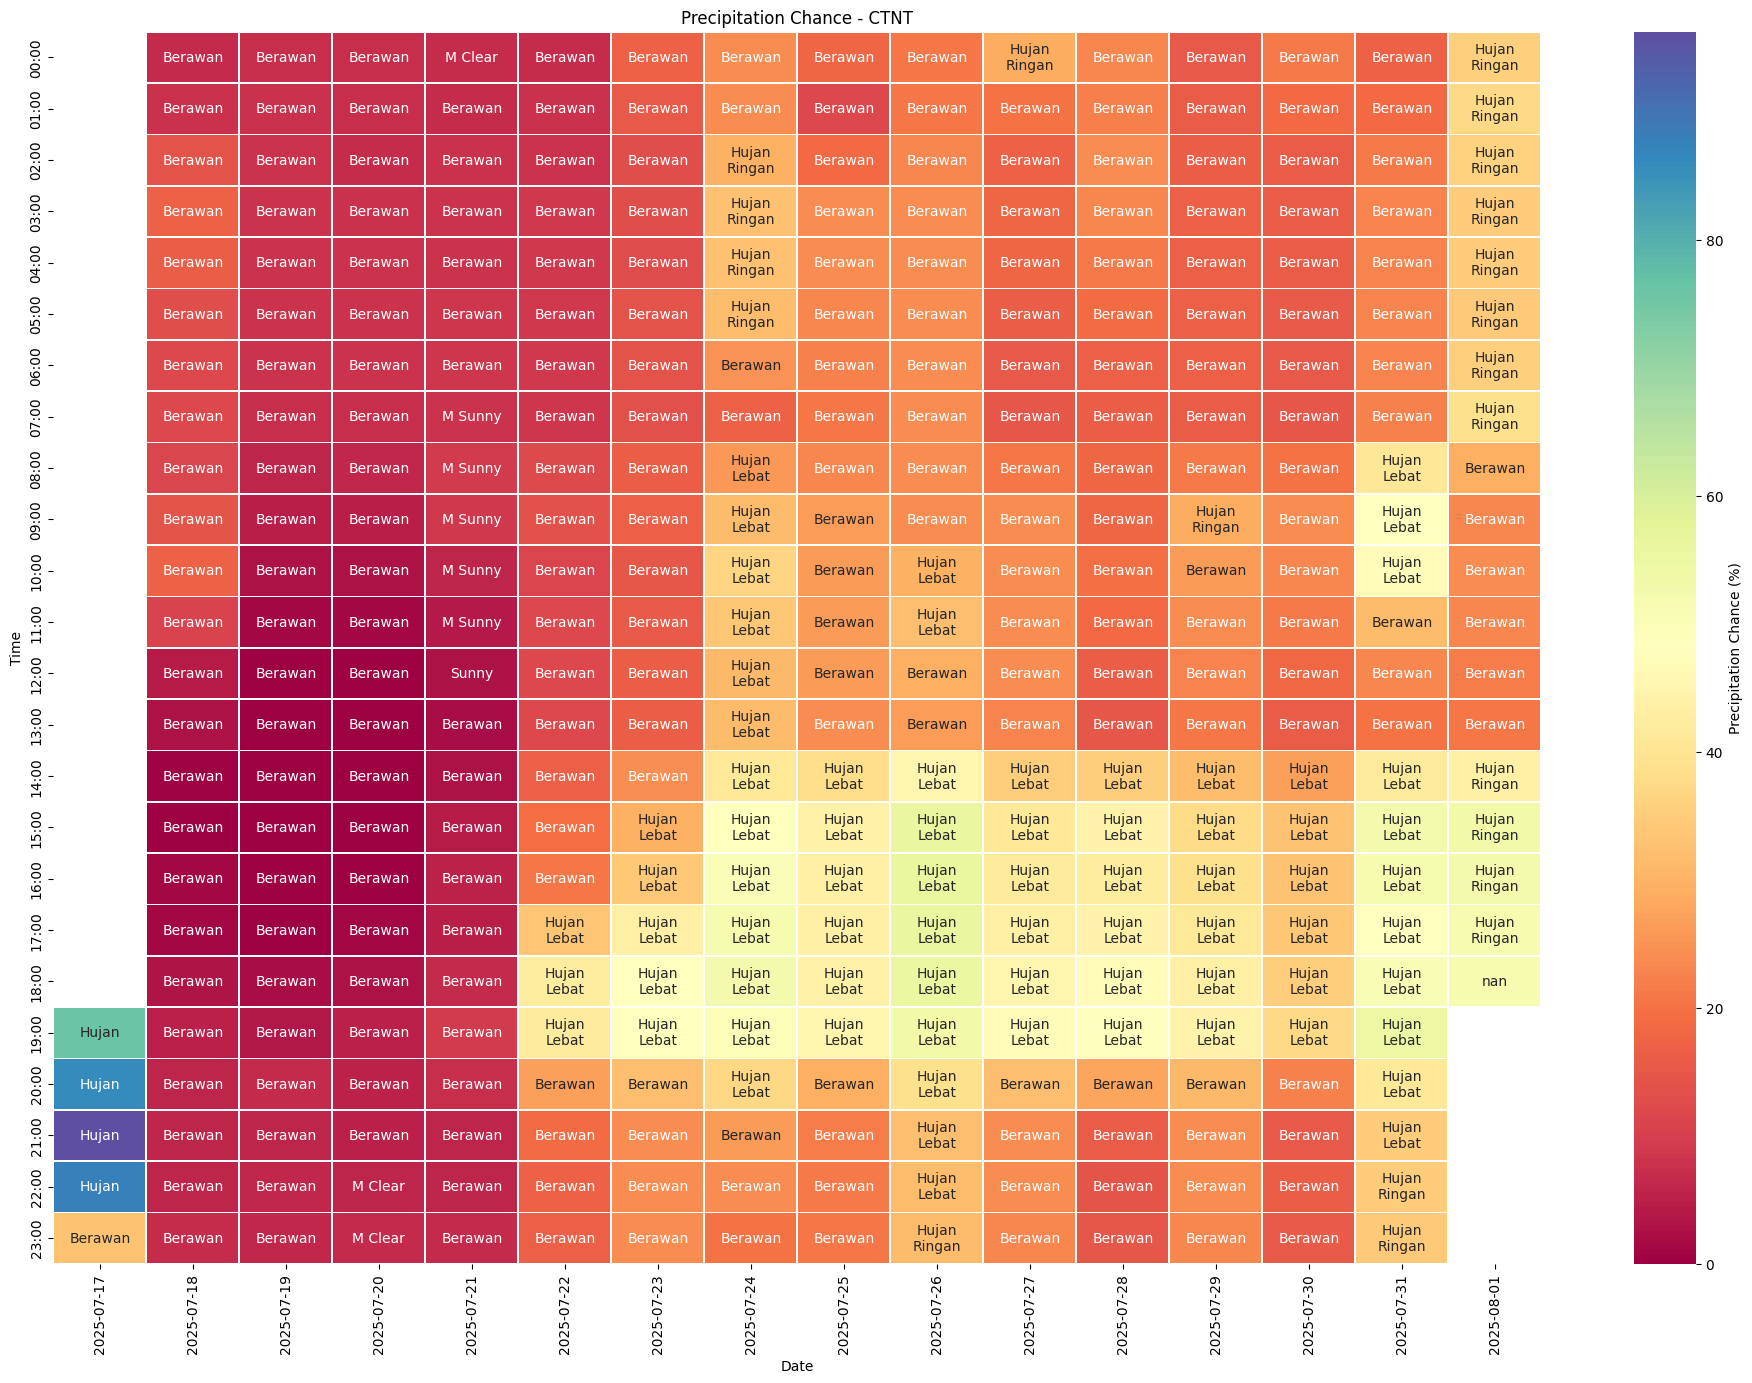 Precipitation Chance - CTNT
00:00 Berawan Berawan Berawan M Clear Berawan Berawan Berawan Berawan Berawan Hujan Ringan Berawan Berawan Berawan Berawan Hujan Ringan
01:00 Berawan Berawan Berawan Berawan Berawan Berawan Berawan Berawan Berawan Berawan Berawan Berawan Berawan Berawan Hujan Ringan
02:00 Berawan Berawan Berawan Berawan Berawan Berawan Hujan Ringan Berawan Berawan Berawan Berawan Berawan Berawan Berawan Hujan Ringan
03:00 Berawan Berawan Berawan Berawan Berawan Berawan Hujan Ringan Berawan Berawan Berawan Berawan Berawan Berawan Berawan Hujan Ringan
04:00 Berawan Berawan Berawan Berawan Berawan Berawan Hujan Ringan Berawan Berawan Berawan Berawan Berawan Berawan Berawan Hujan Ringan
05:00 Berawan Berawan Berawan Berawan Berawan Berawan Hujan Ringan Berawan Berawan Berawan Berawan Berawan Berawan Berawan Hujan Ringan
06:00 Berawan Berawan Berawan Berawan Berawan Berawan Berawan Berawan Berawan Berawan Berawan Berawan Berawan Berawan Hujan Ringan
07:00 Berawan Berawan Berawan M Sunny Berawan Berawan Berawan Berawan Berawan Berawan Berawan Berawan Berawan Berawan Hujan Ringan
08:00 Berawan Berawan Berawan M Sunny Berawan Berawan Hujan Lebat Berawan Berawan Berawan Berawan Berawan Berawan Hujan Lebat Berawan
09:00 Berawan Berawan Berawan M Sunny Berawan Berawan Hujan Lebat Berawan Berawan Berawan Berawan Hujan Ringan Berawan Hujan Lebat Berawan
10:00 Berawan Berawan Berawan M Sunny Berawan Berawan Hujan Lebat Berawan Hujan Lebat Berawan Berawan Berawan Berawan Hujan Lebat Berawan
11:00 Berawan Berawan Berawan M Sunny Berawan Berawan Hujan Lebat Berawan Hujan Lebat Berawan Berawan Berawan Berawan Berawan Berawan
12:00 Berawan Berawan Berawan Sunny Berawan Berawan Hujan Lebat Berawan Berawan Berawan Berawan Berawan Berawan Berawan Berawan
13:00 Berawan Berawan Berawan Berawan Berawan Berawan Hujan Lebat Berawan Berawan Berawan Berawan Berawan Berawan Berawan Berawan
14:00 Berawan Berawan Berawan Berawan Berawan Berawan Hujan Lebat Hujan Lebat Hujan Lebat Hujan Lebat Hujan Lebat Hujan Lebat Hujan Lebat Hujan Lebat Hujan Ringan
15:00 Berawan Berawan Berawan Berawan Berawan Hujan Lebat Hujan Lebat Hujan Lebat Hujan Lebat Hujan Lebat Hujan Lebat Hujan Lebat Hujan Lebat Hujan Lebat Hujan Ringan
16:00 Berawan Berawan Berawan Berawan Berawan Hujan Lebat Hujan Lebat Hujan Lebat Hujan Lebat Hujan Lebat Hujan Lebat Hujan Lebat Hujan Lebat Hujan Lebat Hujan Ringan
17:00 Berawan Berawan Berawan Berawan Hujan Lebat Hujan Lebat Hujan Lebat Hujan Lebat Hujan Lebat Hujan Lebat Hujan Lebat Hujan Lebat Hujan Lebat Hujan Lebat Hujan Ringan
18:00 Berawan Berawan Berawan Berawan Hujan Lebat Hujan Lebat Hujan Lebat Hujan Lebat Hujan Lebat Hujan Lebat Hujan Lebat Hujan Lebat Hujan Lebat Hujan Lebat nan
19:00 Hujan Berawan Berawan Berawan Berawan Hujan Lebat Hujan Lebat Hujan Lebat Hujan Lebat Hujan Lebat Hujan Lebat Hujan Lebat Hujan Lebat Hujan Lebat Hujan Lebat
20:00 Hujan Berawan Berawan Berawan Berawan Berawan Berawan Hujan Lebat Berawan Hujan Lebat Berawan Berawan Berawan Berawan Hujan Lebat
21:00 Hujan Berawan Berawan Berawan Berawan Berawan Berawan Berawan Berawan Hujan Lebat Berawan Berawan Berawan Berawan Hujan Lebat
22:00 Hujan Berawan Berawan M Clear Berawan Berawan Berawan Berawan Berawan Hujan Lebat Berawan Berawan Berawan Berawan Hujan Ringan
23:00 Berawan Berawan Berawan M Clear Berawan Berawan Berawan Berawan Berawan Hujan Ringan Berawan Berawan Berawan Berawan Hujan Ringan
Time
2025-07-17 2025-07-18 2025-07-19 2025-07-20 2025-07-21 2025-07-22 2025-07-23 2025-07-24 2025-07-25 2025-07-26 2025-07-27 2025-07-28 2025-07-29 2025-07-30 2025-07-31 2025-08-01
Date
80
60
40
20
0
Precipitation Chance (%)